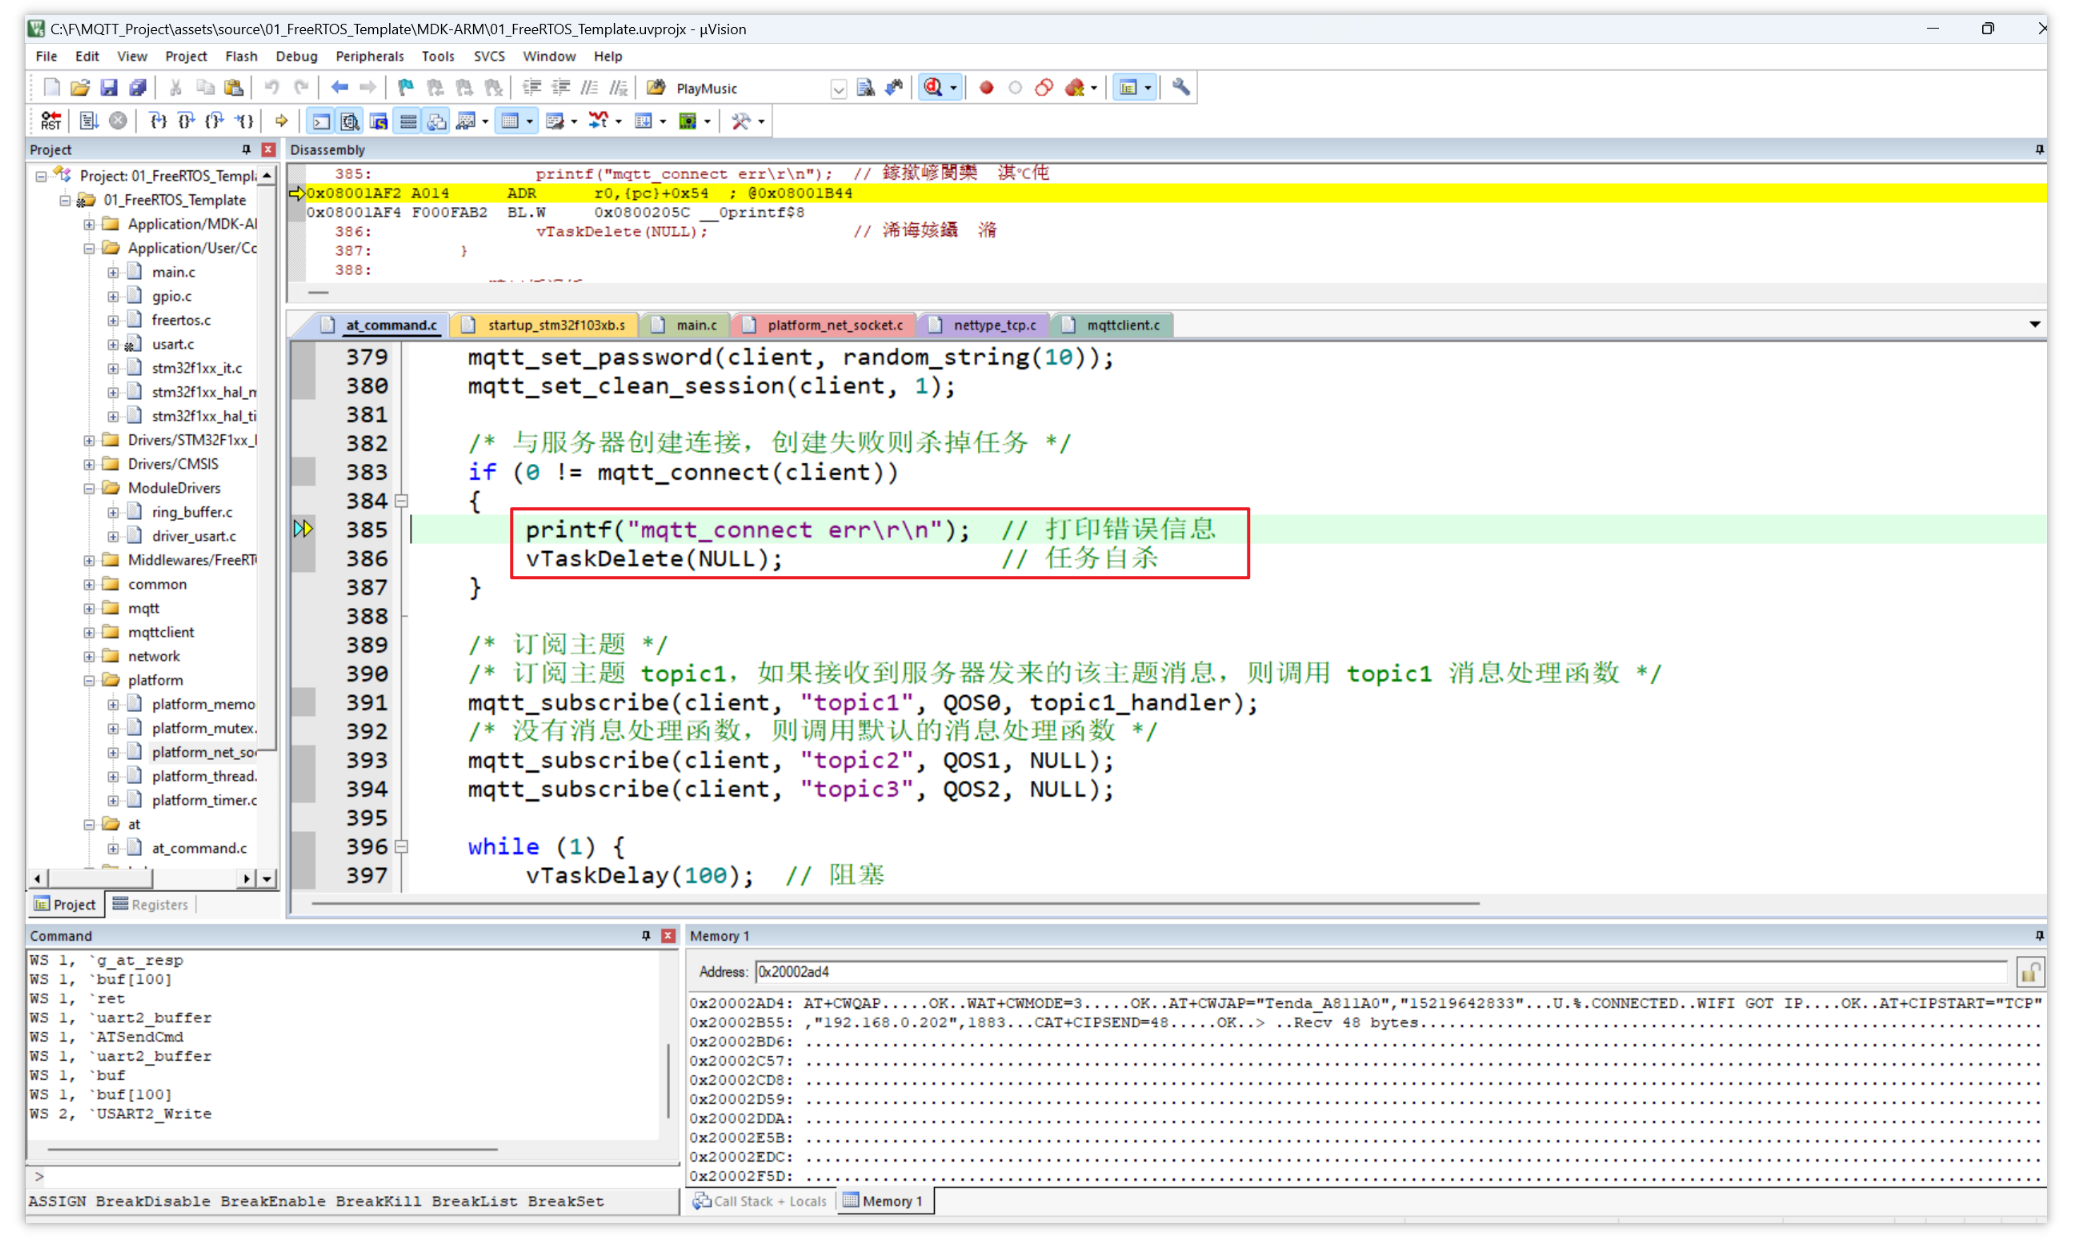 C:\F\MQTT_Project\assets\source\01_FreeRTOS_Template\MDK-ARM\01_FreeRTOS_Template.uvprojx - µVision
File Edit View Project Flash Debug Peripherals Tools SVCS Window Help
PlayMusic
RST
Project
Project: 01_FreeRTOS_Templa
01_FreeRTOS_Template
Application/MDK-AI
Application/User/Cc
main.c
gpio.c
freertos.c
usart.c
stm32f1xx_it.c
stm32f1xx_hal_m
stm32f1xx_hal_ti
Drivers/STM32F1xx_
Drivers/CMSIS
ModuleDrivers
ring_buffer.c
driver_usart.c
Middlewares/FreeRT
common
mqtt
mqttclient
network
platform
platform_memo
platform_mutex.
platform_net_so
platform_thread.
platform_timer.c
at
at_command.c
Project Registers
Disassembly
385: printf("mqtt_connect err\r\n"); //
0x08001AF2 A014 ADR r0,{pc}+0x54 ; @0x08001B44
0x08001AF4 F000FAB2 BL.W 0x0800205C __0printf$8
386: vTaskDelete(NULL); //
387: }
388:
at_command.c startup_stm32f103xb.s main.c platform_net_socket.c nettype_tcp.c mqttclient.c
379 mqtt_set_password(client, random_string(10));
380 mqtt_set_clean_session(client, 1);
381
382 /* 与服务器创建连接，创建失败则杀掉任务 */
383 if (0 != mqtt_connect(client))
384 {
385 printf("mqtt_connect err\r\n"); // 打印错误信息
386 vTaskDelete(NULL); // 任务自杀
387 }
388
389 /* 订阅主题 */
390 /* 订阅主题 topic1，如果接收到服务器发来的该主题消息，则调用 topic1 消息处理函数 */
391 mqtt_subscribe(client, "topic1", QOS0, topic1_handler);
392 /* 没有消息处理函数，则调用默认的消息处理函数 */
393 mqtt_subscribe(client, "topic2", QOS1, NULL);
394 mqtt_subscribe(client, "topic3", QOS2, NULL);
395
396 while (1) {
397 vTaskDelay(100); // 阻塞
Command
WS 1, `g_at_resp
WS 1, `buf[100]
WS 1, `ret
WS 1, `uart2_buffer
WS 1, `ATSendCmd
WS 1, `uart2_buffer
WS 1, `buf
WS 1, `buf[100]
WS 2, `USART2_Write
>
ASSIGN BreakDisable BreakEnable BreakKill BreakList BreakSet
Memory 1
Address: 0x20002ad4
0x20002AD4: AT+CWQAP.....OK..WAT+CWMODE=3.....OK..AT+CWJAP="Tenda_A811A0","15219642833"...U.%.CONNECTED..WIFI GOT IP....OK..AT+CIPSTART="TCP"
0x20002B55: ,"192.168.0.202",1883...CAT+CIPSEND=48.....OK..> ..Recv 48 bytes.....
0x20002BD6:
0x20002C57:
0x20002CD8:
0x20002D59:
0x20002DDA:
0x20002E5B:
0x20002EDC:
0x20002F5D:
Call Stack + Locals Memory 1